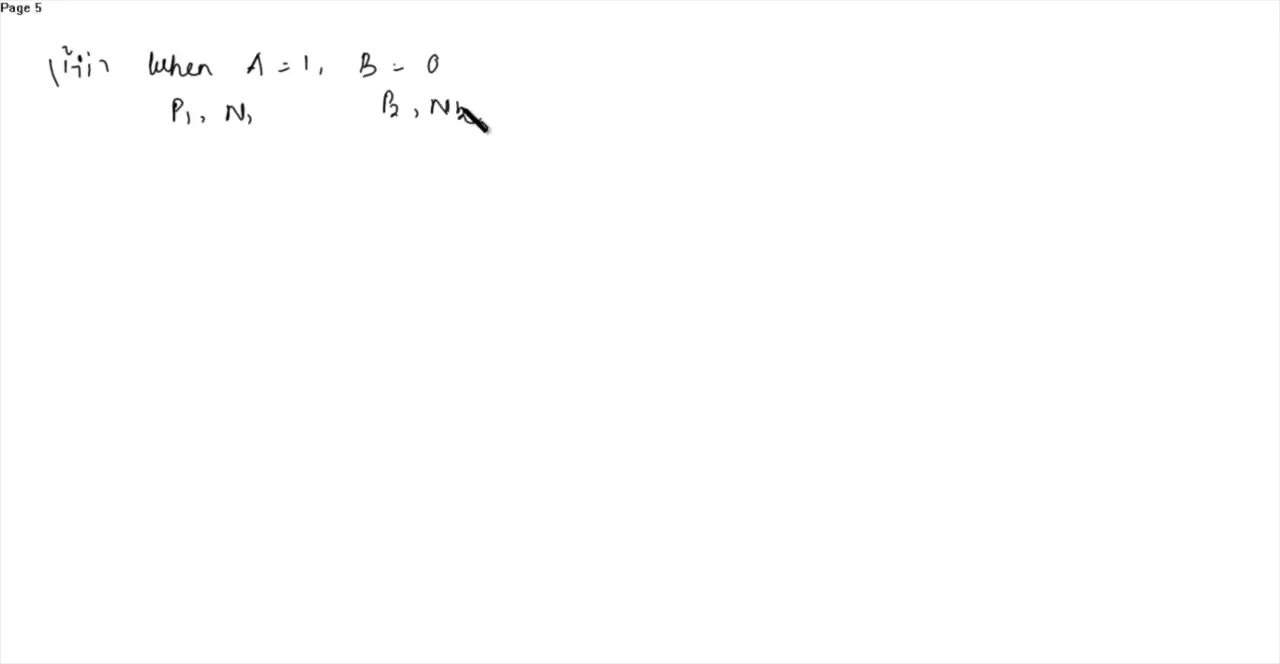 Page 5
(iii) When A = 1, B = 0
P1, N1 P2, N2